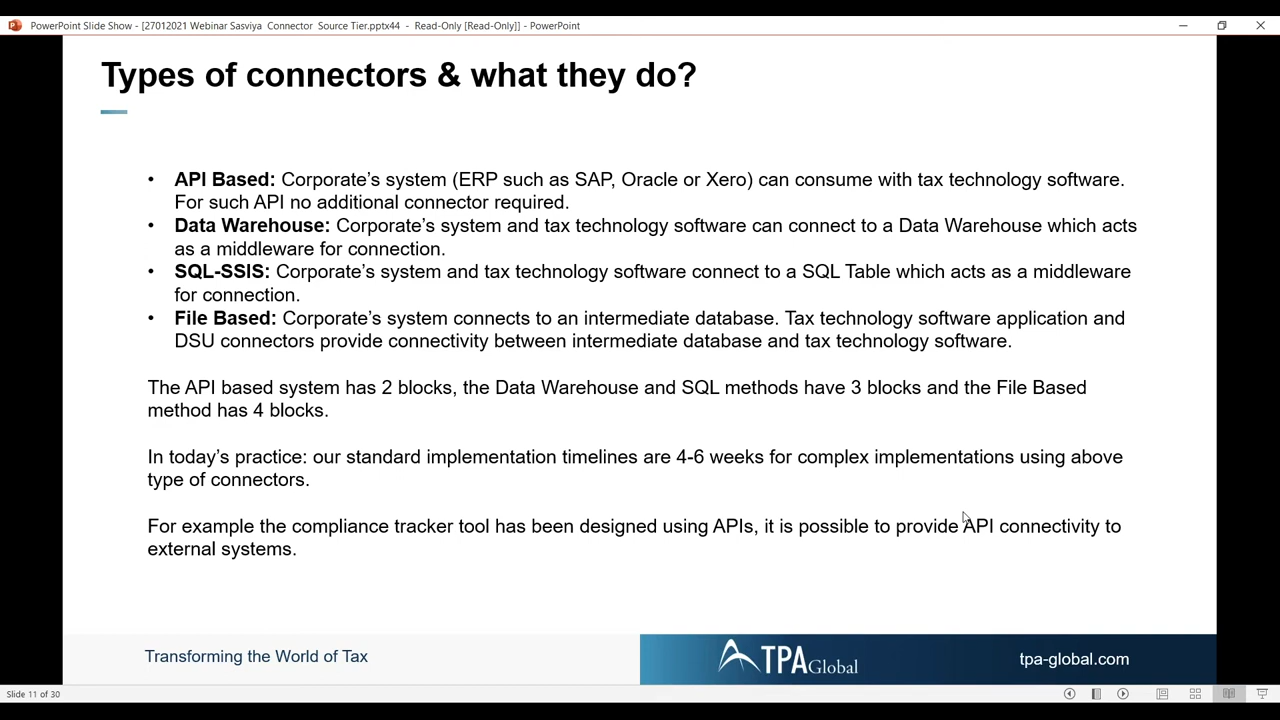 PowerPoint Slide Show - [27012021 Webinar Sasviya Connector Source Tier.pptx44 - Read-Only [Read-Only]] - PowerPoint
Types of connectors & what they do?
• API Based: Corporate’s system (ERP such as SAP, Oracle or Xero) can consume with tax technology software.
For such API no additional connector required.
• Data Warehouse: Corporate’s system and tax technology software can connect to a Data Warehouse which acts
as a middleware for connection.
• SQL-SSIS: Corporate’s system and tax technology software connect to a SQL Table which acts as a middleware
for connection.
• File Based: Corporate’s system connects to an intermediate database. Tax technology software application and
DSU connectors provide connectivity between intermediate database and tax technology software.
The API based system has 2 blocks, the Data Warehouse and SQL methods have 3 blocks and the File Based
method has 4 blocks.
In today’s practice: our standard implementation timelines are 4-6 weeks for complex implementations using above
type of connectors.
For example the compliance tracker tool has been designed using APIs, it is possible to provide API connectivity to
external systems.
Transforming the World of Tax
TPA Global
tpa-global.com
Slide 11 of 30